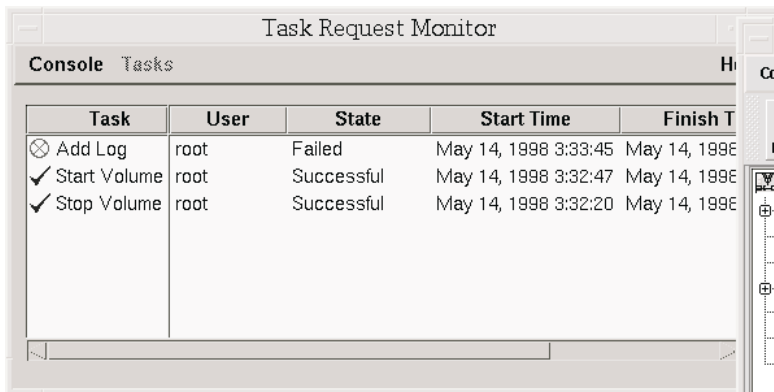 Task Request Monitor
Console Tasks
Task User State Start Time Finish T
Add Log root Failed May 14, 1998 3:33:45 May 14, 1998
Start Volume root Successful May 14, 1998 3:32:47 May 14, 1998
Stop Volume root Successful May 14, 1998 3:32:20 May 14, 1998